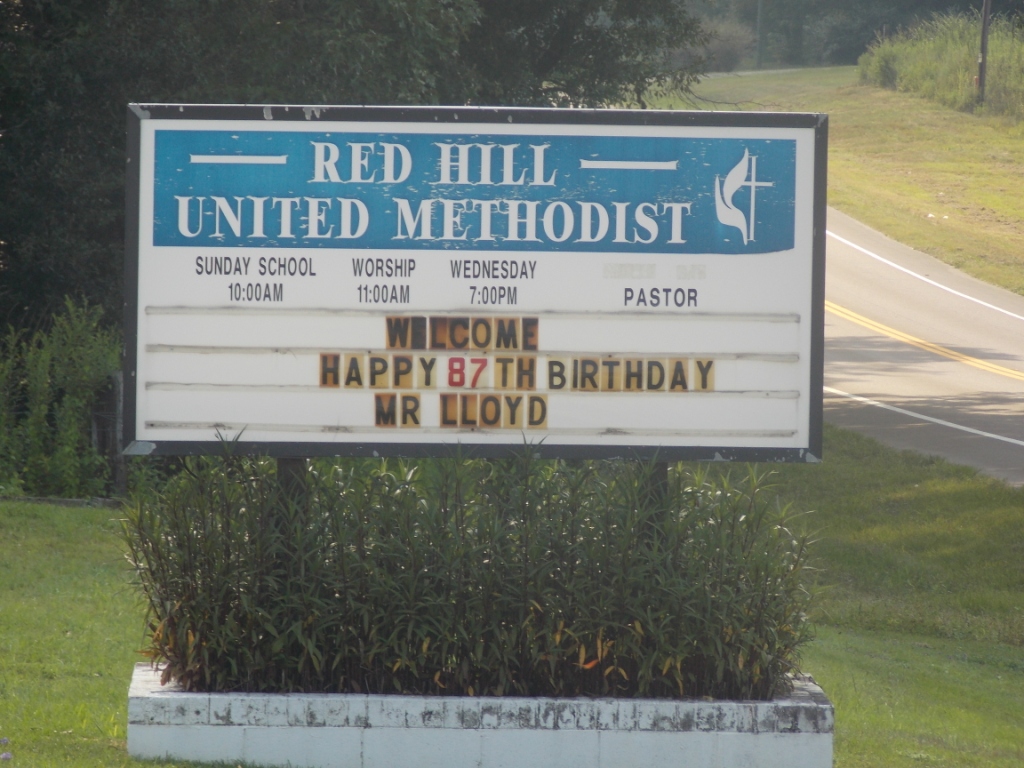 RED HILL
UNITED METHODIST
SUNDAY SCHOOL WORSHIP WEDNESDAY
10:00AM 11:00AM 7:00PM PASTOR
WELCOME
HAPPY 87TH BIRTHDAY
MR LLOYD